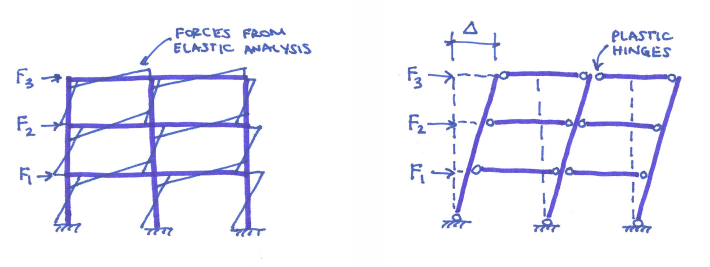 FORCES FROM
ELASTIC ANALYSIS
F3
F2
F1
Δ
PLASTIC
HINGES
F3
F2
F1